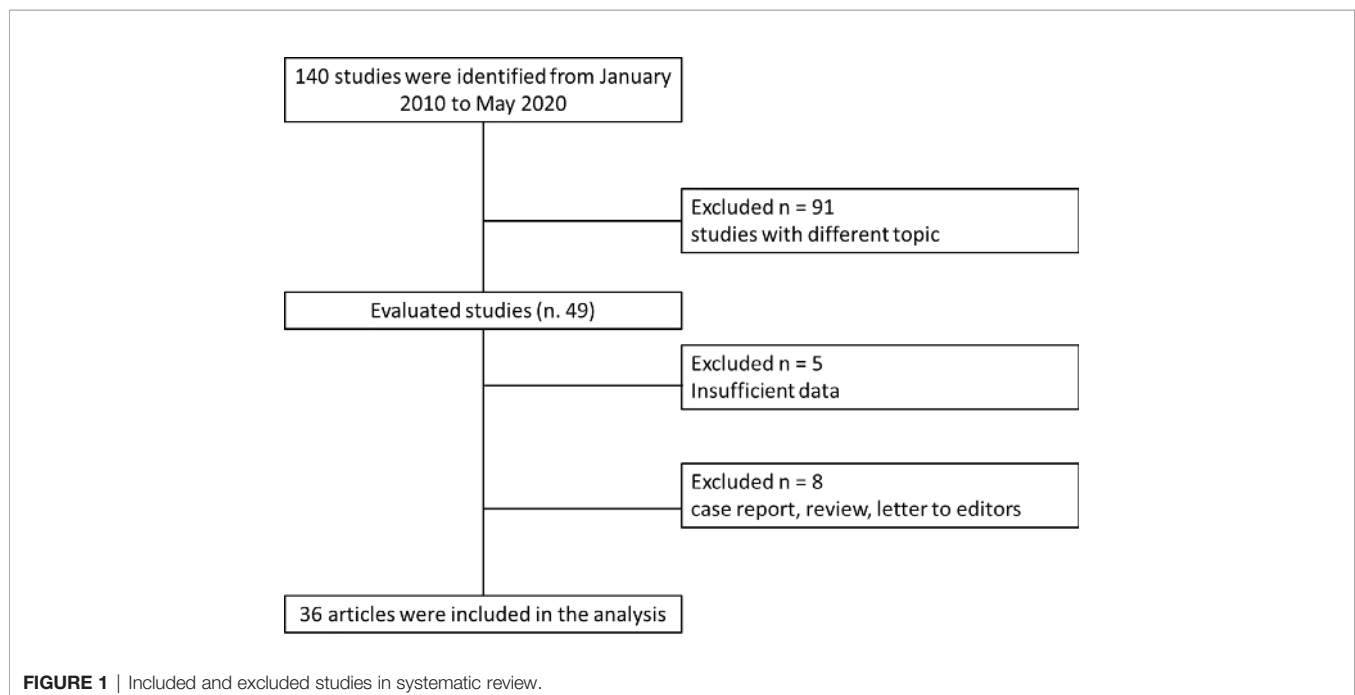 140 studies were identified from January
2010 to May 2020
Excluded n = 91
studies with different topic
Evaluated studies (n. 49)
Excluded n = 5
Insufficient data
Excluded n = 8
case report, review, letter to editors
36 articles were included in the analysis
FIGURE 1 | Included and excluded studies in systematic review.